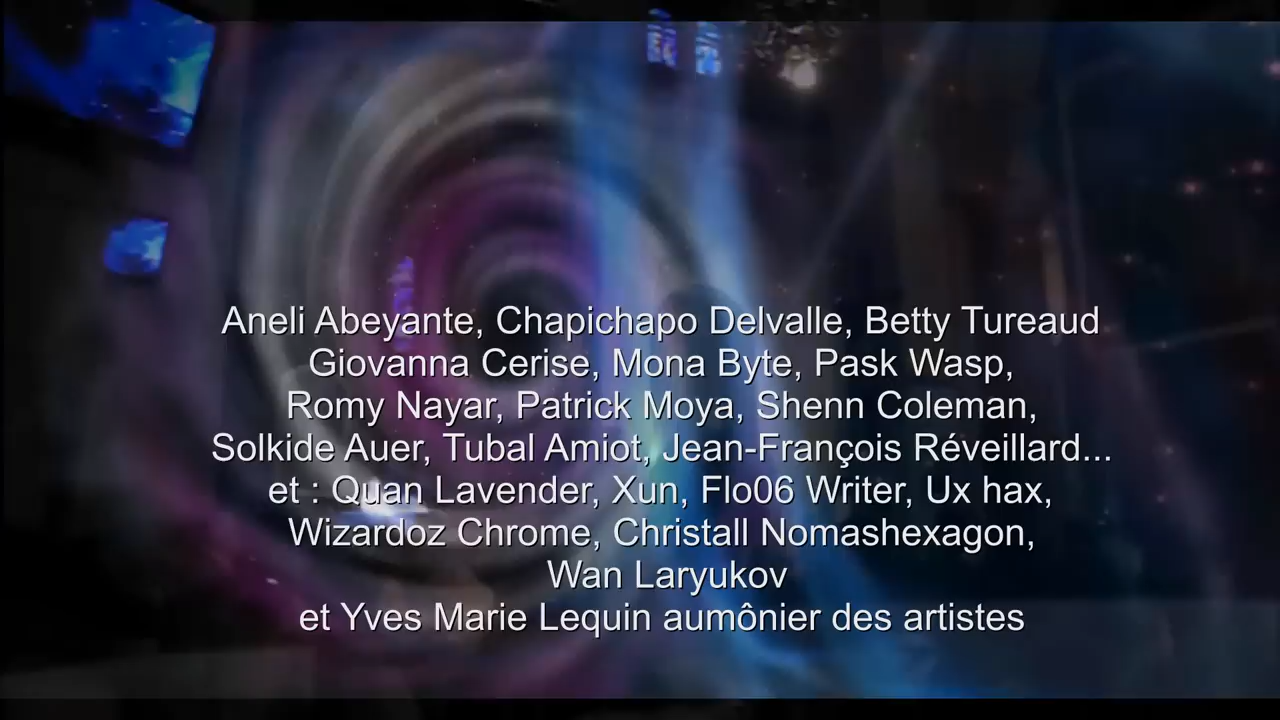 Aneli Abeyante, Chapichapo Delvalle, Betty Tureaud
Giovanna Cerise, Mona Byte, Pask Wasp,
Romy Nayar, Patrick Moya, Shenn Coleman,
Solkide Auer, Tubal Amiot, Jean-François Réveillard...
et : Quan Lavender, Xun, Flo06 Writer, Ux hax,
Wizardoz Chrome, Christall Nomashexagon,
Wan Laryukov
et Yves Marie Lequin aumônier des artistes